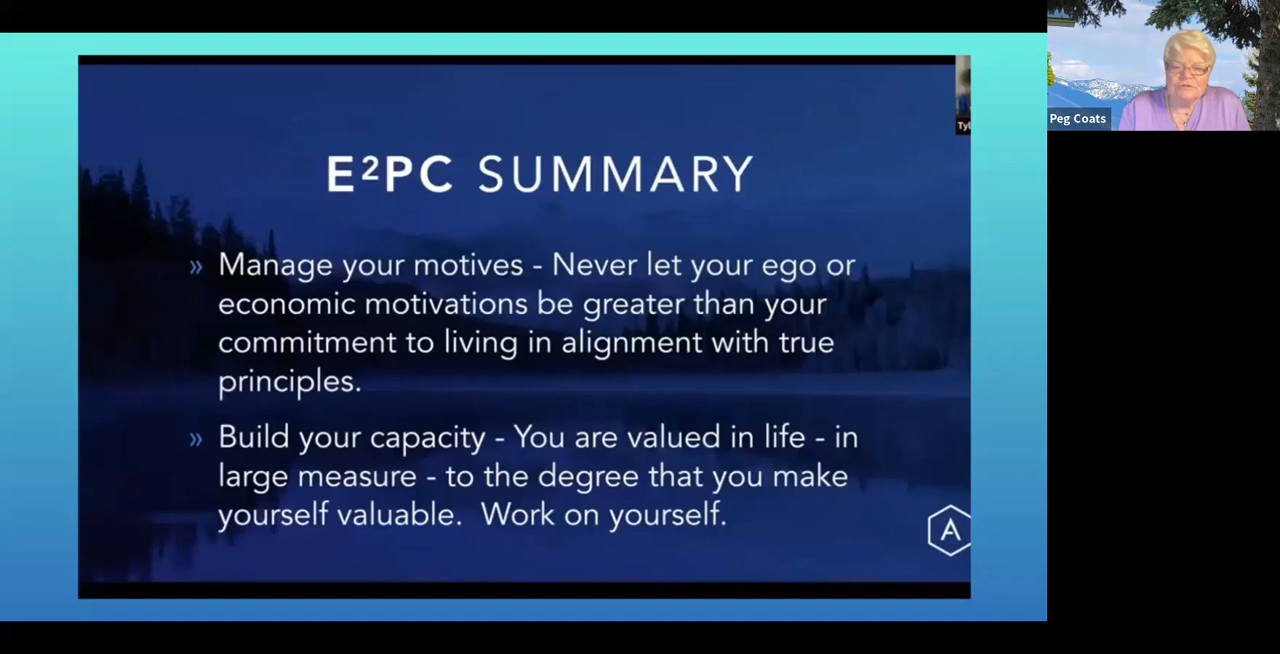 E²PC SUMMARY
» Manage your motives - Never let your ego or
economic motivations be greater than your
commitment to living in alignment with true
principles.
» Build your capacity - You are valued in life - in
large measure - to the degree that you make
yourself valuable. Work on yourself.
A
Peg Coats